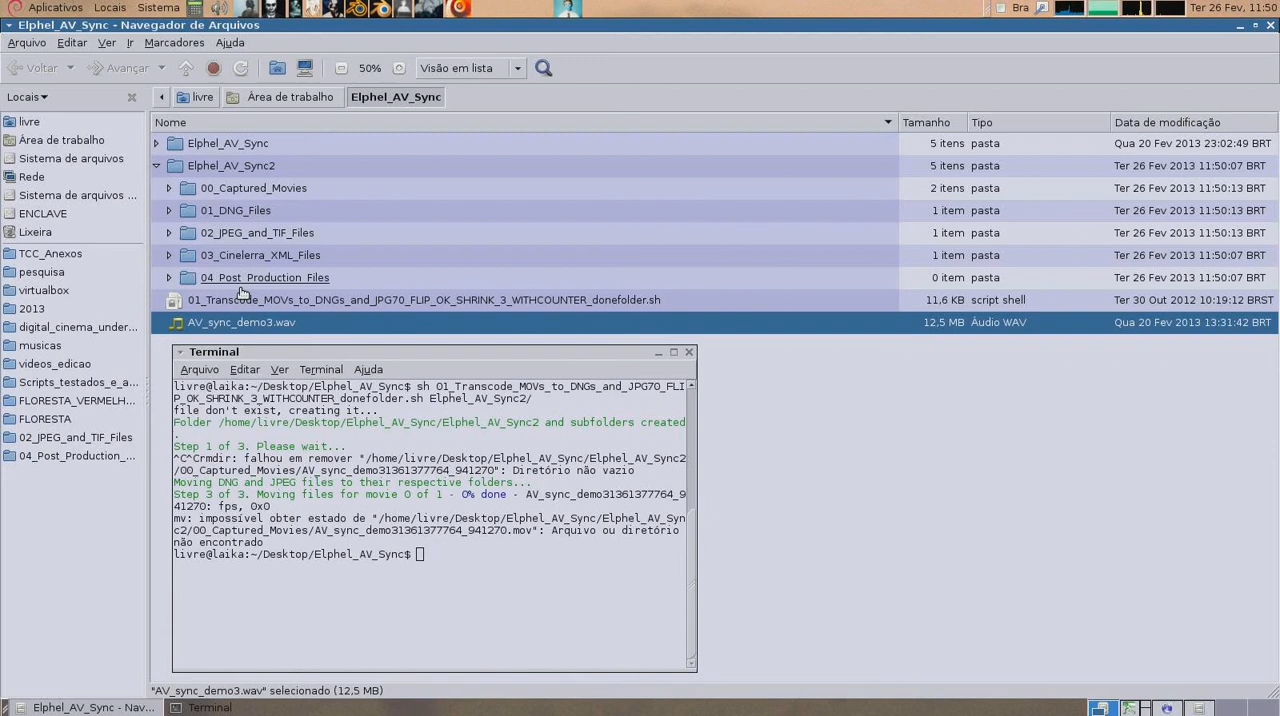 Aplicativos Locais Sistema Bra Ter 26 Fev, 11:50
Elphel_AV_Sync - Navegador de Arquivos
Arquivo Editar Ver Ir Marcadores Ajuda
Voltar Avançar 50% Visão em lista
Locais livre Área de trabalho Elphel_AV_Sync
livre
Área de trabalho
Sistema de arquivos
Rede
Sistema de arquivos ...
ENCLAVE
Lixeira
TCC_Anexos
pesquisa
virtualbox
2013
digital_cinema_under...
musicas
videos_edicao
Scripts_testados_e_a...
FLORESTA_VERMELH...
FLORESTA
02_JPEG_and_TIF_Files
04_Post_Production_...
Nome Tamanho Tipo Data de modificação
Elphel_AV_Sync 5 itens pasta Qua 20 Fev 2013 23:02:49 BRT
Elphel_AV_Sync2 5 itens pasta Ter 26 Fev 2013 11:50:07 BRT
00_Captured_Movies 2 itens pasta Ter 26 Fev 2013 11:50:13 BRT
01_DNG_Files 1 item pasta Ter 26 Fev 2013 11:50:13 BRT
02_JPEG_and_TIF_Files 1 item pasta Ter 26 Fev 2013 11:50:13 BRT
03_Cinelerra_XML_Files 1 item pasta Ter 26 Fev 2013 11:50:07 BRT
04_Post_Production_Files 0 item pasta Ter 26 Fev 2013 11:50:07 BRT
01_Transcode_MOVs_to_DNGs_and_JPG70_FLIP_OK_SHRINK_3_WITHCOUNTER_donefolder.sh 11,6 KB script shell Ter 30 Out 2012 10:19:12 BRST
AV_sync_demo3.wav 12,5 MB Áudio WAV Qua 20 Fev 2013 13:31:42 BRT
Terminal
Arquivo Editar Ver Terminal Ajuda
livre@laika:~/Desktop/Elphel_AV_Sync$ sh 01_Transcode_MOVs_to_DNGs_and_JPG70_FLI
P_OK_SHRINK_3_WITHCOUNTER_donefolder.sh Elphel_AV_Sync2/
file don't exist, creating it...
Folder /home/livre/Desktop/Elphel_AV_Sync/Elphel_AV_Sync2 and subfolders created
.
Step 1 of 3. Please wait...
^C^Crmdir: falhou em remover "/home/livre/Desktop/Elphel_AV_Sync/Elphel_AV_Sync2
/00_Captured_Movies/AV_sync_demo31361377764_941270": Diretório não vazio
Moving DNG and JPEG files to their respective folders...
Step 3 of 3. Moving files for movie 0 of 1 - 0% done - AV_sync_demo31361377764_9
41270: fps, 0x0
mv: impossível obter estado de "/home/livre/Desktop/Elphel_AV_Sync/Elphel_AV_Syn
c2/00_Captured_Movies/AV_sync_demo31361377764_941270.mov": Arquivo ou diretório
não encontrado
livre@laika:~/Desktop/Elphel_AV_Sync$
"AV_sync_demo3.wav" selecionado (12,5 MB)
Elphel_AV_Sync - Nav... Terminal